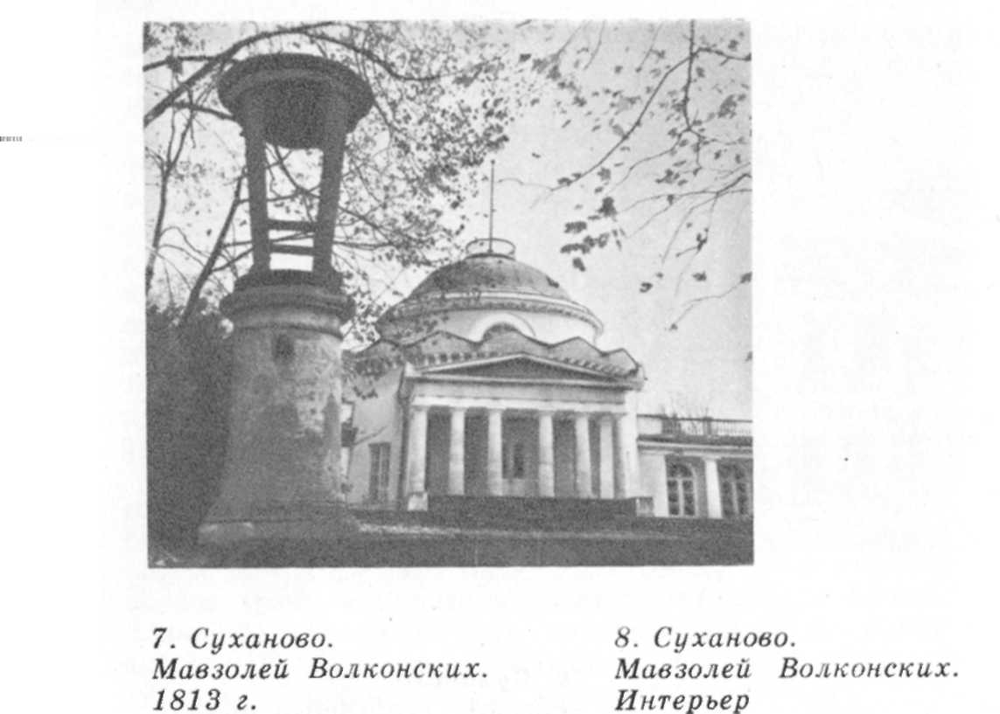 7. Суханово.
Мавзолей Волконских.
1813 г.
8. Суханово.
Мавзолей Волконских.
Интерьер